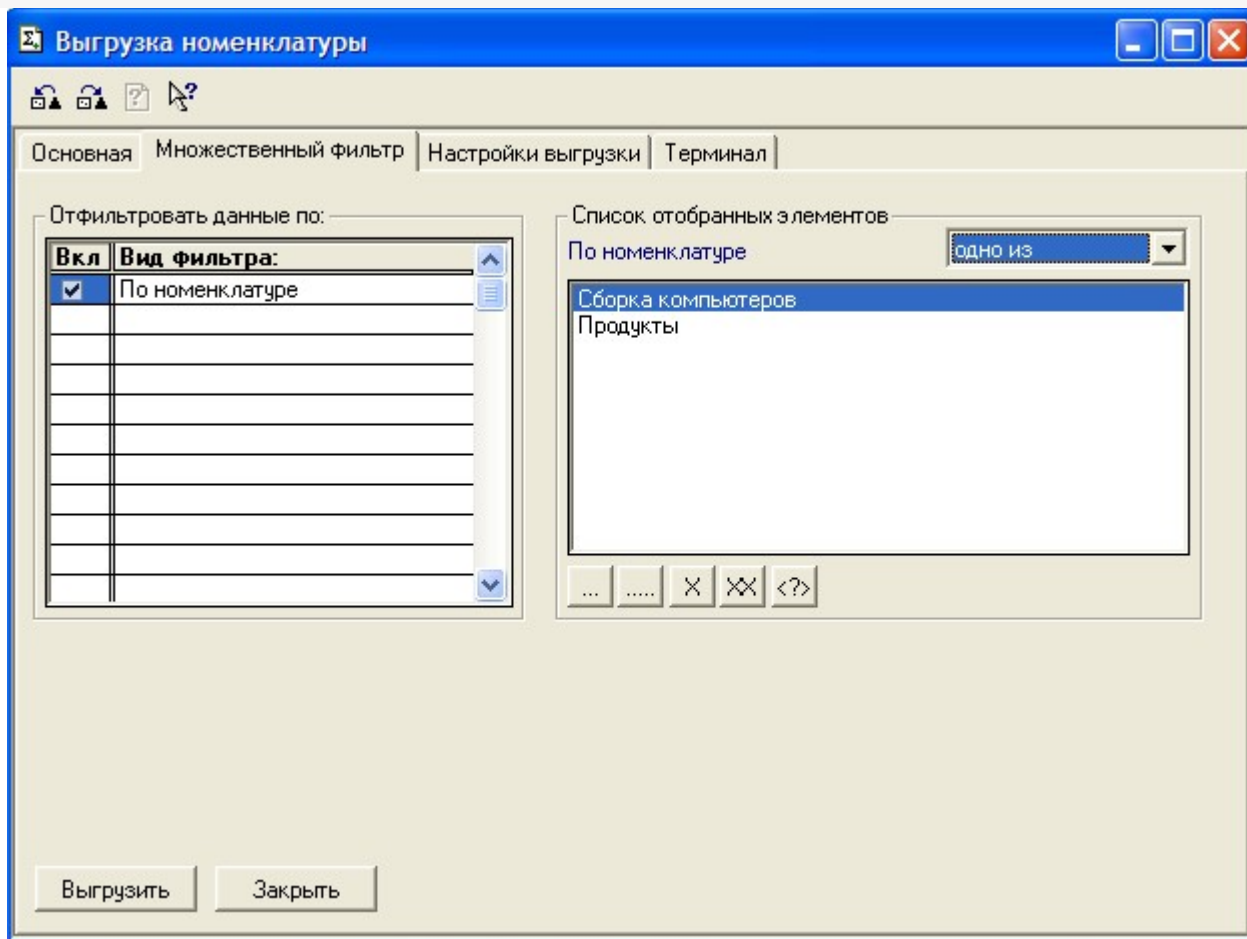 Выгрузка номенклатуры
Основная Множественный фильтр Настройки выгрузки Терминал
Отфильтровать данные по:
Вкл Вид фильтра:
По номенклатуре
Список отобранных элементов
По номенклатуре одно из
Сборка компьютеров
Продукты
... ..... X XX <?>
Выгрузить Закрыть